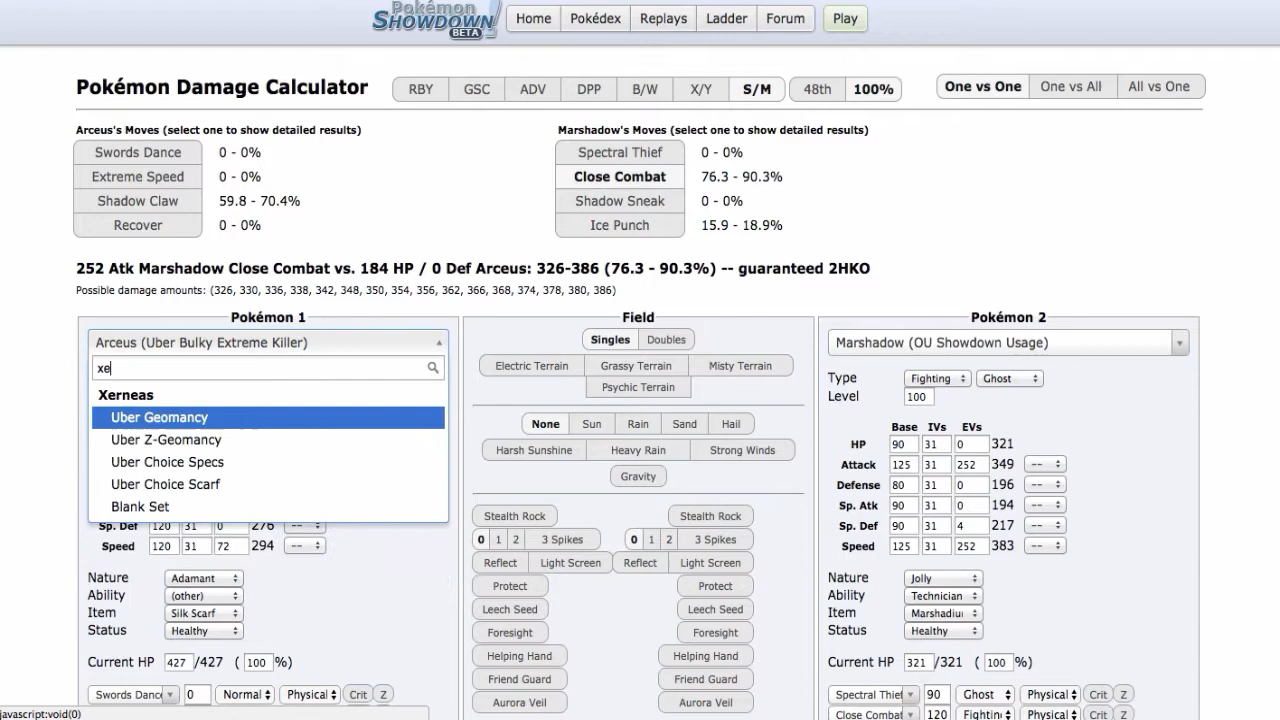 Pokémon
SHOWDOWN!
BETA
Home Pokédex Replays Ladder Forum Play
Pokémon Damage Calculator RBY GSC ADV DPP B/W X/Y S/M 48th 100% One vs One One vs All All vs One
Arceus's Moves (select one to show detailed results) Marshadow's Moves (select one to show detailed results)
Swords Dance 0 - 0% Spectral Thief 0 - 0%
Extreme Speed 0 - 0% Close Combat 76.3 - 90.3%
Shadow Claw 59.8 - 70.4% Shadow Sneak 0 - 0%
Recover 0 - 0% Ice Punch 15.9 - 18.9%
252 Atk Marshadow Close Combat vs. 184 HP / 0 Def Arceus: 326-386 (76.3 - 90.3%) -- guaranteed 2HKO
Possible damage amounts: (326, 330, 336, 338, 342, 348, 350, 354, 356, 362, 366, 368, 374, 378, 380, 386)
Pokémon 1
Arceus (Uber Bulky Extreme Killer)
xe
Xerneas
Uber Geomancy
Uber Z-Geomancy
Uber Choice Specs
Uber Choice Scarf
Blank Set
Sp. Def 120 31 0 276 --
Speed 120 31 72 294 --
Nature Adamant
Ability (other)
Item Silk Scarf
Status Healthy
Current HP 427 /427 ( 100 %)
Swords Danc 0 Normal Physical Crit Z
Field
Singles Doubles
Electric Terrain Grassy Terrain Misty Terrain
Psychic Terrain
None Sun Rain Sand Hail
Harsh Sunshine Heavy Rain Strong Winds
Gravity
Stealth Rock Stealth Rock
0 1 2 3 Spikes 0 1 2 3 Spikes
Reflect Light Screen Reflect Light Screen
Protect Protect
Leech Seed Leech Seed
Foresight Foresight
Helping Hand Helping Hand
Friend Guard Friend Guard
Aurora Veil Aurora Veil
Pokémon 2
Marshadow (OU Showdown Usage)
Type Fighting Ghost
Level 100
Base IVs EVs
HP 90 31 0 321
Attack 125 31 252 349 --
Defense 80 31 0 196 --
Sp. Atk 90 31 0 194 --
Sp. Def 90 31 4 217 --
Speed 125 31 252 383 --
Nature Jolly
Ability Technician
Item Marshadiu
Status Healthy
Current HP 321 /321 ( 100 %)
Spectral Thief 90 Ghost Physical Crit Z
Close Combat 120 Fighting Physical Crit Z
javascript:void(0)